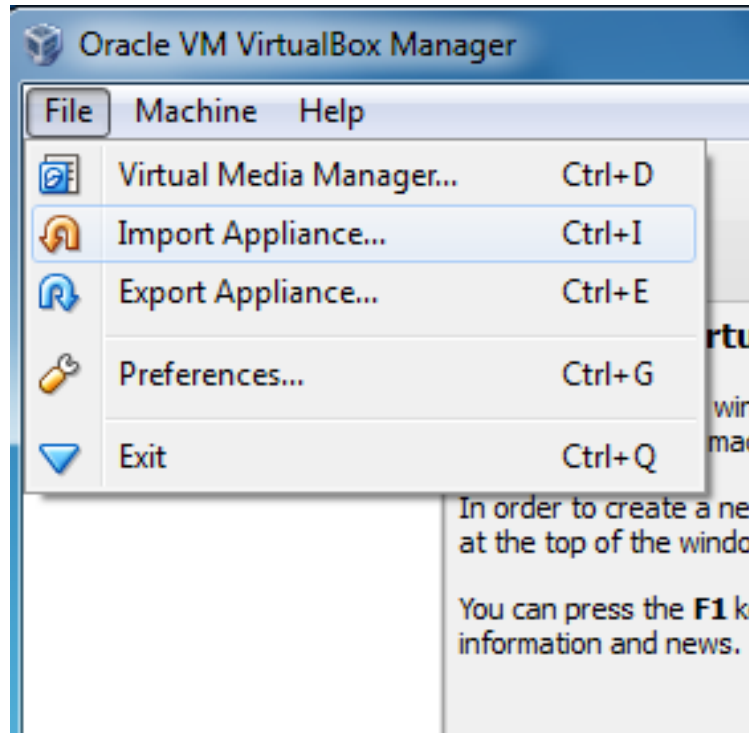 Oracle VM VirtualBox Manager
File Machine Help
Virtual Media Manager... Ctrl+D
Import Appliance... Ctrl+I
Export Appliance... Ctrl+E
Preferences... Ctrl+G
Exit Ctrl+Q
In order to create a
at the top of the
You can press the F1
information and news.